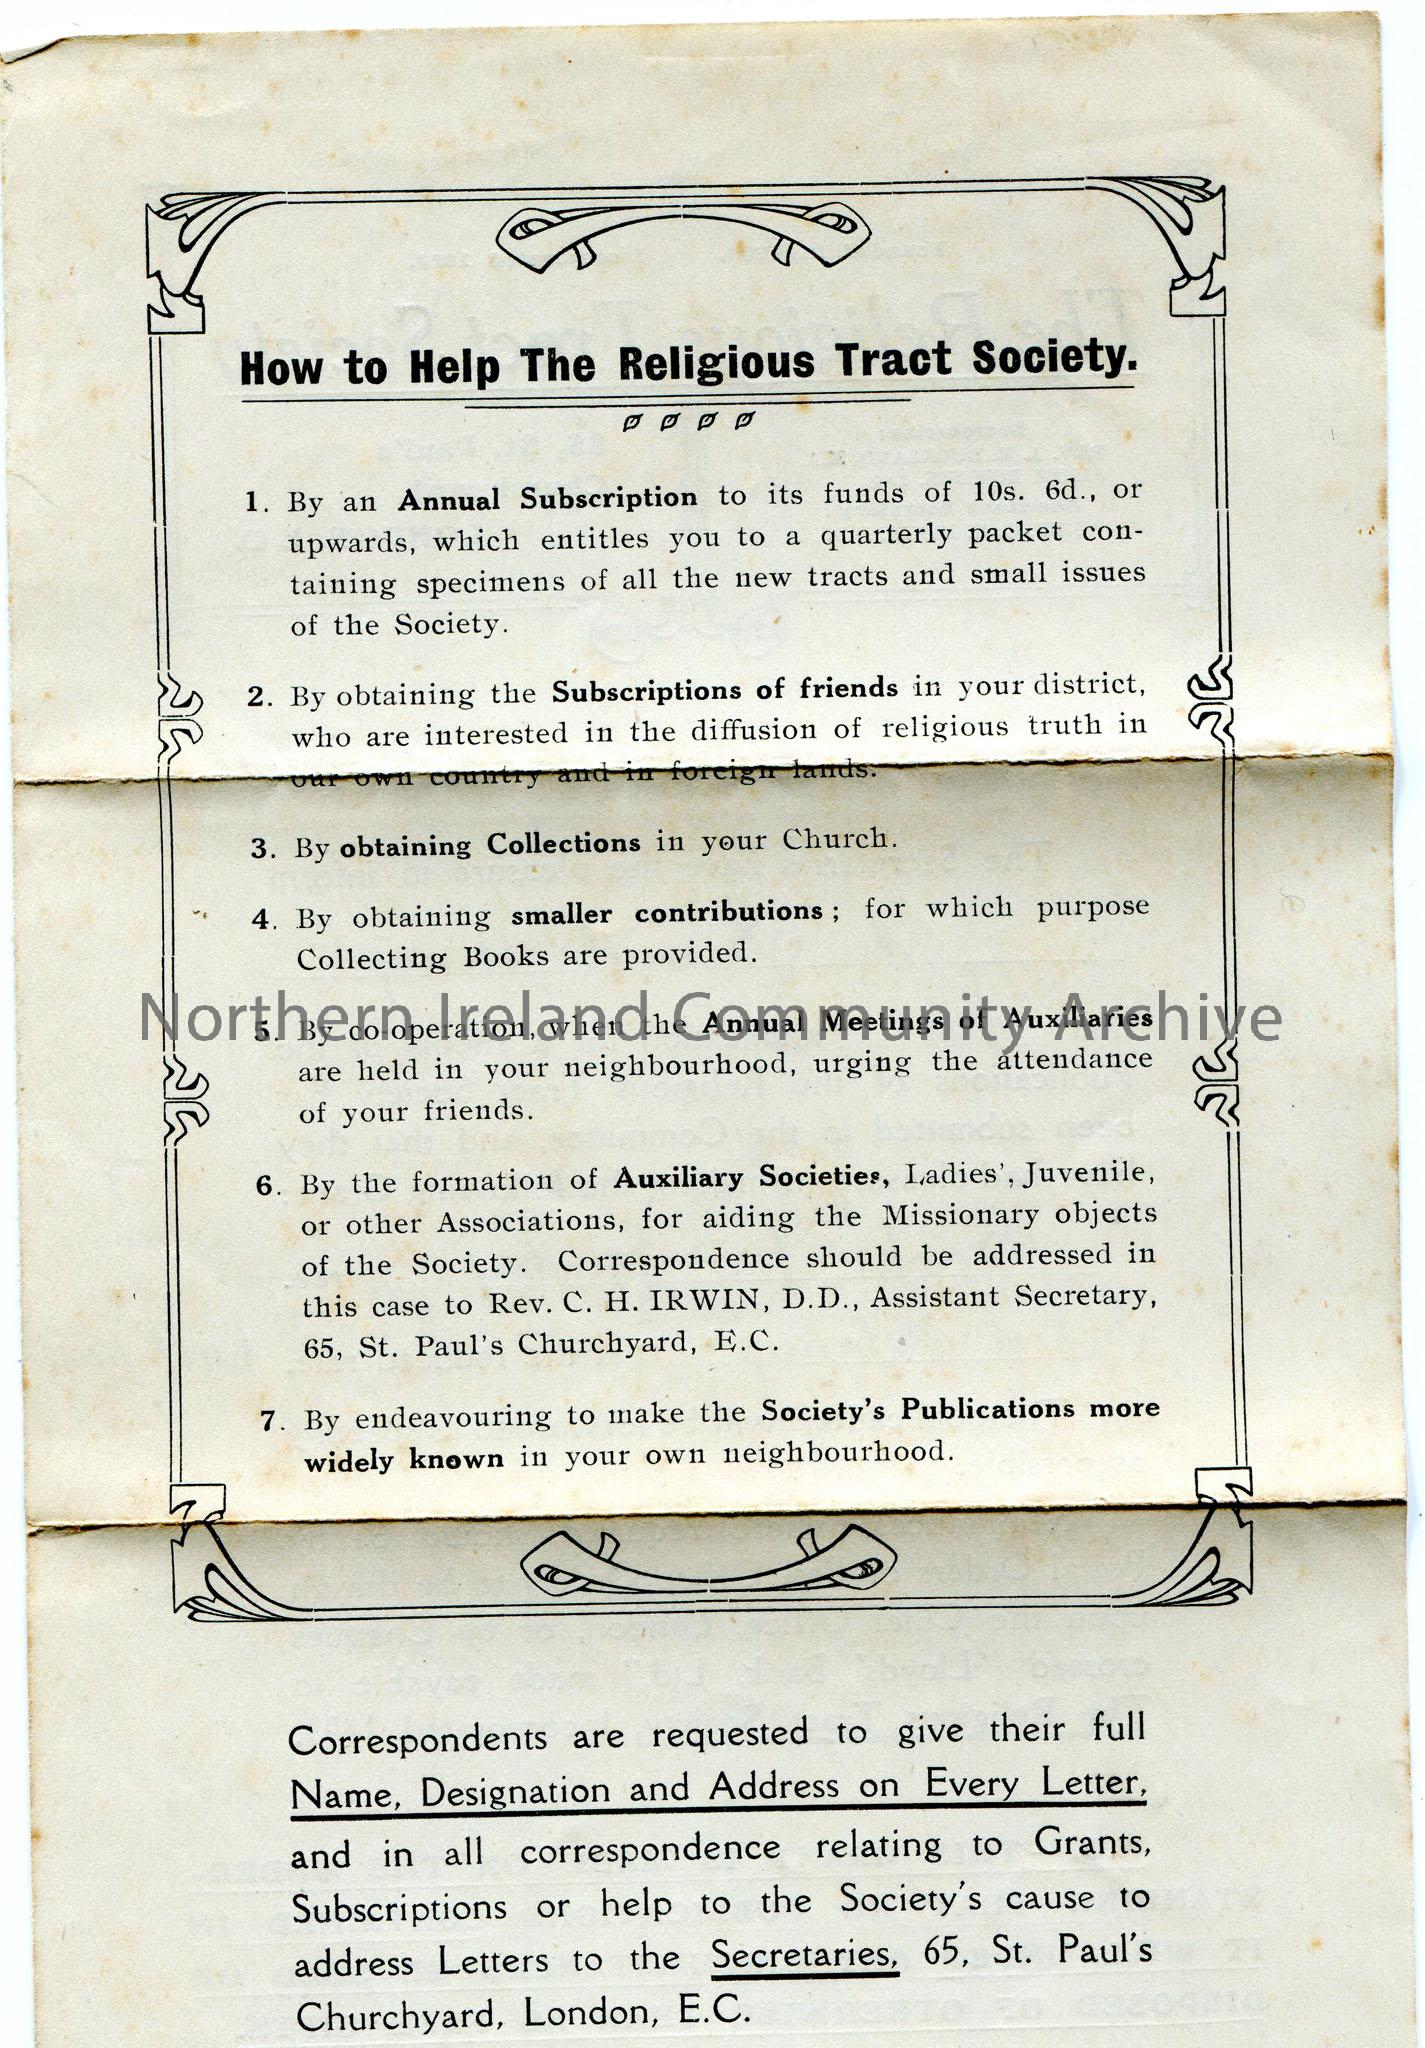 How to Help The Religious Tract Society.
1. By an Annual Subscription to its funds of 10s. 6d., or
upwards, which entitles you to a quarterly packet con-
taining specimens of all the new tracts and small issues
of the Society.
2. By obtaining the Subscriptions of friends in your district,
who are interested in the diffusion of religious truth in
our own country and in foreign lands.
3. By obtaining Collections in your Church.
4. By obtaining smaller contributions; for which purpose
Collecting Books are provided.
Northern Ireland Community Archive
5. By co-operation, when the Annual Meetings of Auxiliaries
are held in your neighbourhood, urging the attendance
of your friends.
6. By the formation of Auxiliary Societies, Ladies', Juvenile,
or other Associations, for aiding the Missionary objects
of the Society. Correspondence should be addressed in
this case to Rev. C. H. IRWIN, D.D., Assistant Secretary,
65, St. Paul's Churchyard, E.C.
7. By endeavouring to make the Society's Publications more
widely known in your own neighbourhood.
Correspondents are requested to give their full
Name, Designation and Address on Every Letter,
and in all correspondence relating to Grants,
Subscriptions or help to the Society's cause to
address Letters to the Secretaries, 65, St. Paul's
Churchyard, London, E.C.